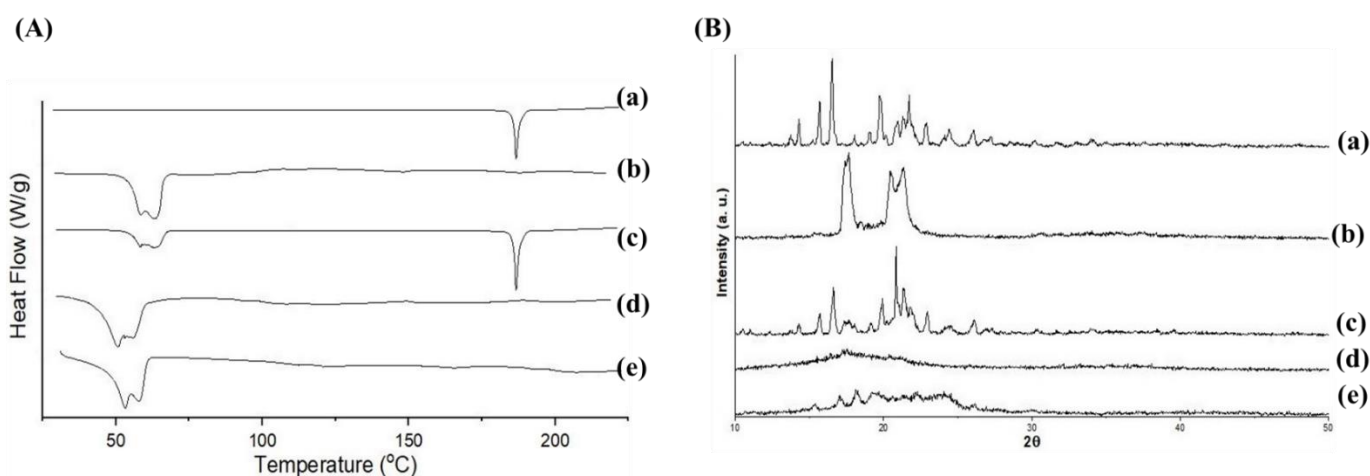 (A)
(a)
(b)
(c)
(d)
(e)
Heat Flow (W/g)
50 100 150 200
Temperature (°C)
(B)
(a)
(b)
(c)
(d)
(e)
Intensity (a. u.)
10 20 30 40 50
2θ